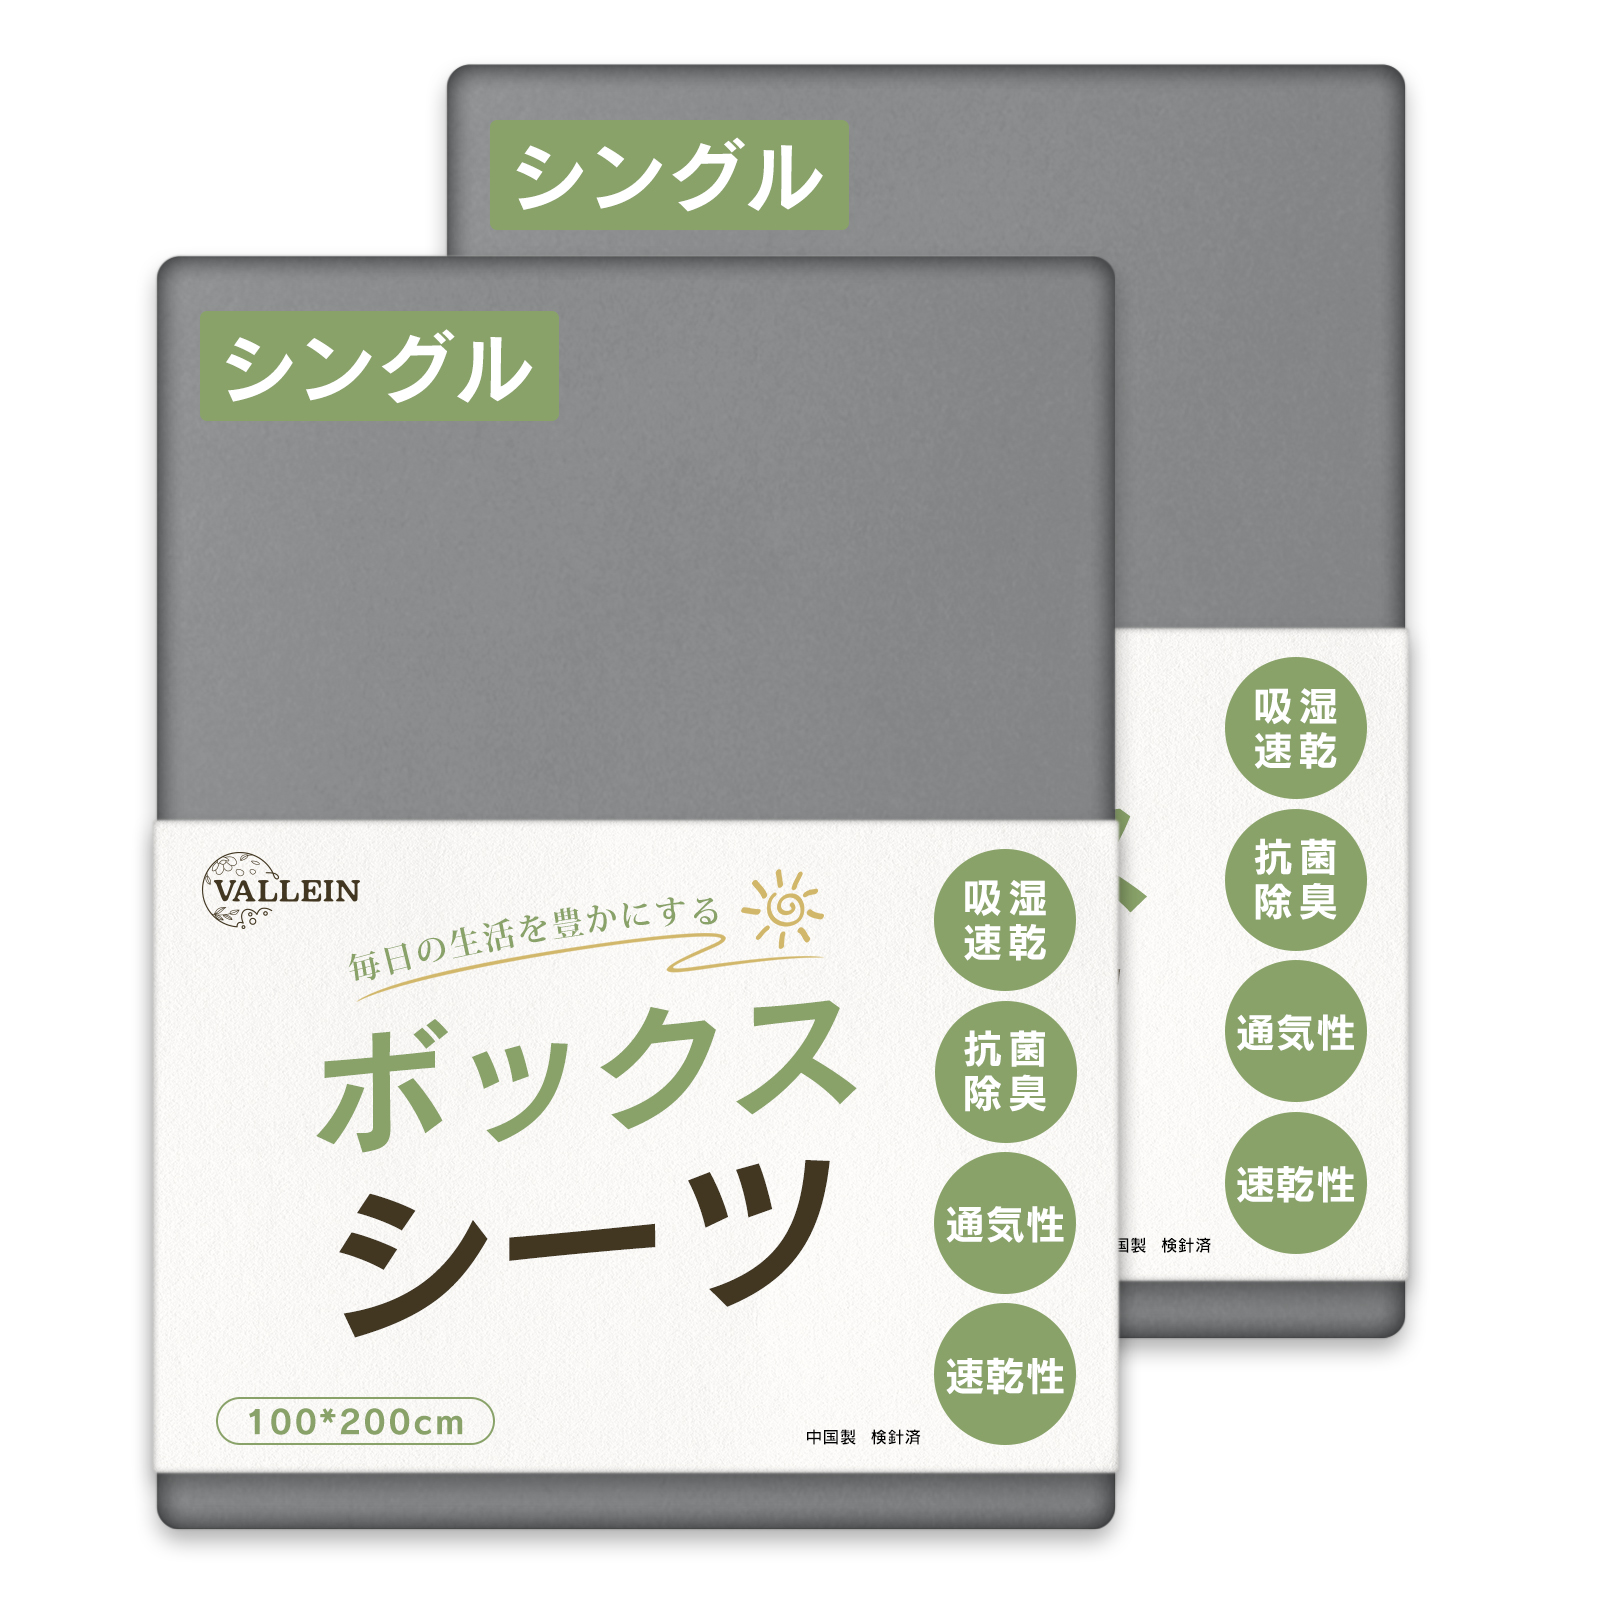 シングル
シングル
VALLEIN
毎日の生活を豊かにする
ボックス
シーツ
100*200cm
中国製 検針済
吸湿
速乾
抗菌
除臭
通気性
速乾性
吸湿
速乾
抗菌
除臭
通気性
速乾性
国製 検針済